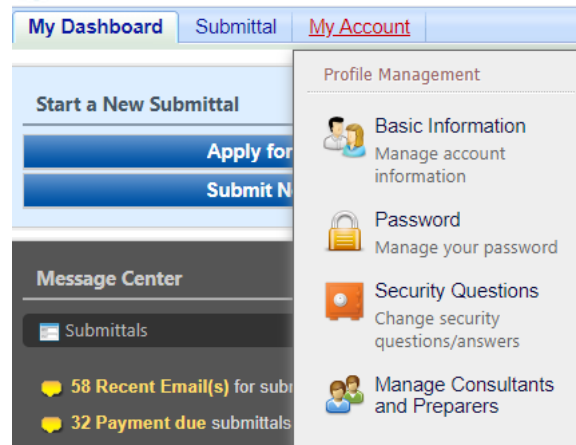 My Dashboard Submittal My Account
Profile Management
Basic Information
Manage account
information
Password
Manage your password
Security Questions
Change security
questions/answers
Manage Consultants
and Preparers
Start a New Submittal
Apply for
Submit
Message Center
Submittals
58 Recent Email(s) for
32 Payment due submittals